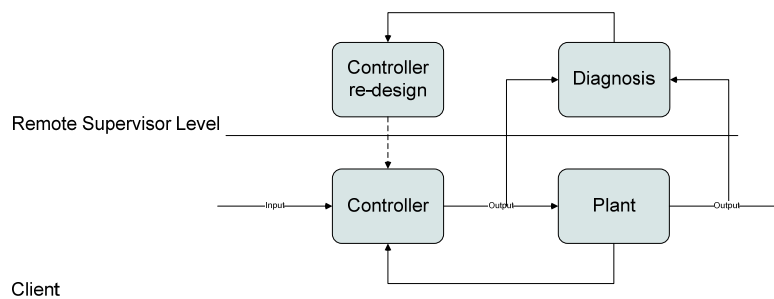 Controller
re-design
Diagnosis
Remote Supervisor Level
Input
Controller
Output
Plant
Output
Client